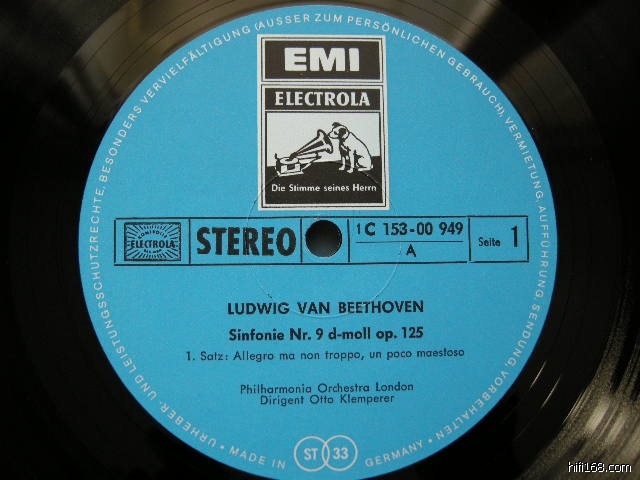 URHEBER- UND LEISTUNGSSCHUTZRECHTE, BESONDERS VERVIELFÄLTIGUNG (AUSSER ZUM PERSÖNLICHEN GEBRAUCH), VERMIETUNG, AUFFÜHRUNG, SENDUNG, VORBEHALTEN
EMI
ELECTROLA
Die Stimme seines Herrn
ELECTROLA
STEREO
1C 153-00 949
A
Seite 1
LUDWIG VAN BEETHOVEN
Sinfonie Nr. 9 d-moll op. 125
1. Satz: Allegro ma non troppo, un poco maestoso
Philharmonia Orchestra London
Dirigent Otto Klemperer
• MADE IN ST 33 GERMANY •
hifi168.com